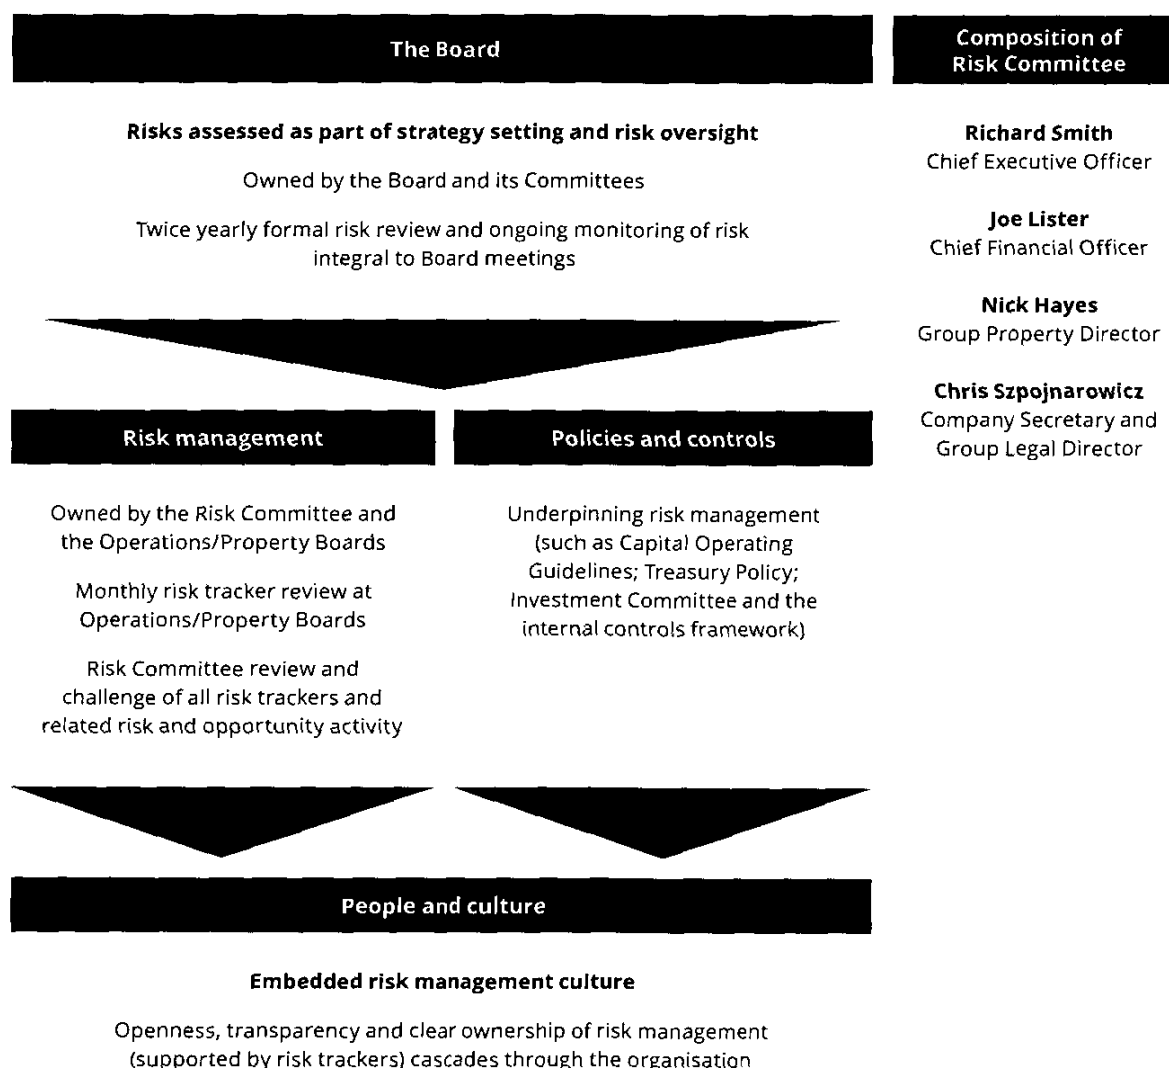 The Board
Risks assessed as part of strategy setting and risk oversight
Owned by the Board and its Committees
Twice yearly formal risk review and ongoing monitoring of risk
integral to Board meetings
Risk management
Owned by the Risk Committee and
the Operations/Property Boards
Monthly risk tracker review at
Operations/Property Boards
Risk Committee review and
challenge of all risk trackers and
related risk and opportunity activity
Policies and controls
Underpinning risk management
(such as Capital Operating
Guidelines; Treasury Policy;
Investment Committee and the
internal controls framework)
People and culture
Embedded risk management culture
Openness, transparency and clear ownership of risk management
(supported by risk trackers) cascades through the organisation
Composition of
Risk Committee
Richard Smith
Chief Executive Officer
Joe Lister
Chief Financial Officer
Nick Hayes
Group Property Director
Chris Szpojnarowicz
Company Secretary and
Group Legal Director